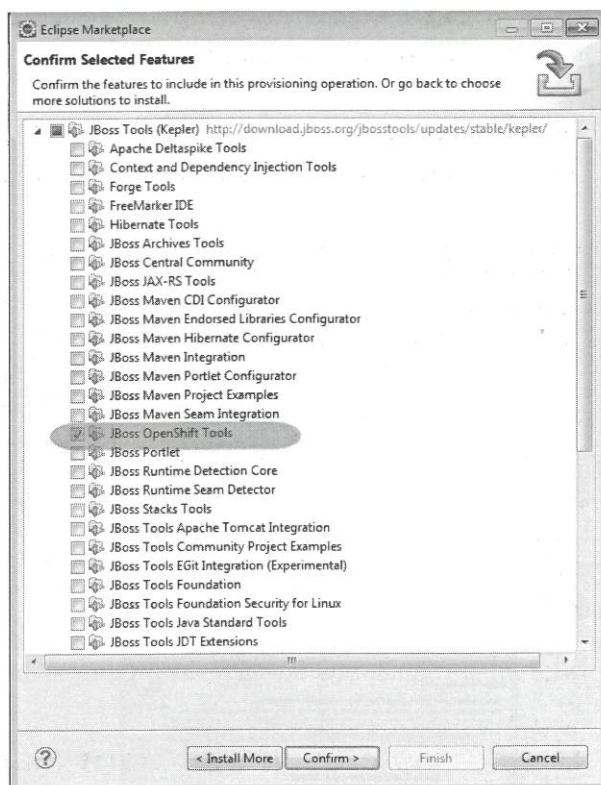 Eclipse Marketplace
Confirm Selected Features
Confirm the features to include in this provisioning operation. Or go back to choose
more solutions to install.
JBoss Tools (Kepler) http://download.jboss.org/jbosstools/updates/stable/kepler/
Apache Deltaspike Tools
Context and Dependency Injection Tools
Forge Tools
FreeMarker IDE
Hibernate Tools
JBoss Archives Tools
JBoss Central Community
JBoss JAX-RS Tools
JBoss Maven CDI Configurator
JBoss Maven Endorsed Libraries Configurator
JBoss Maven Hibernate Configurator
JBoss Maven Integration
JBoss Maven Portlet Configurator
JBoss Maven Project Examples
JBoss Maven Seam Integration
JBoss OpenShift Tools
JBoss Portlet
JBoss Runtime Detection Core
JBoss Runtime Seam Detector
JBoss Stacks Tools
JBoss Tools Apache Tomcat Integration
JBoss Tools Community Project Examples
JBoss Tools EGit Integration (Experimental)
JBoss Tools Foundation
JBoss Tools Foundation Security for Linux
JBoss Tools Java Standard Tools
JBoss Tools JDT Extensions
? < Install More Confirm > Finish Cancel